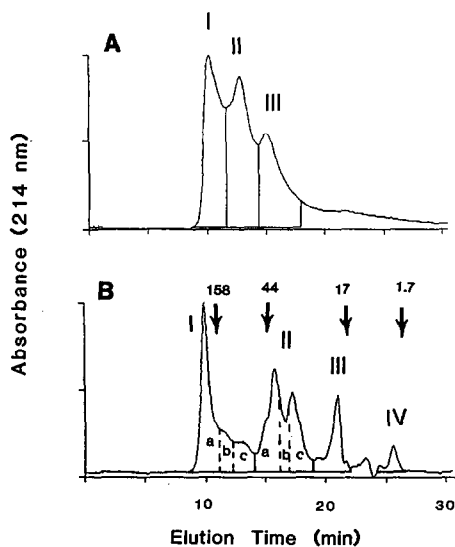 A
I
II
III
Absorbance (214 nm)
B
158
44
17
1.7
I
II
III
IV
a
b
c
a
b
c
10
20
30
Elution Time (min)